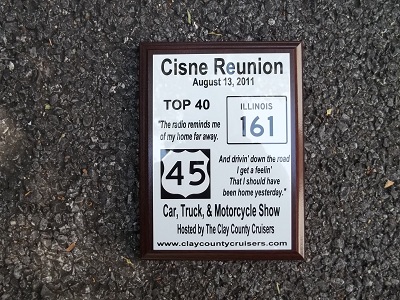 Cisne Reunion
August 13, 2011
TOP 40
ILLINOIS
161
"The radio reminds me
of my home far away.
45
And drivin' down the road
I get a feelin'
That I should have
been home yesterday."
Car, Truck, & Motorcycle Show
Hosted by The Clay County Cruisers
www.claycountycruisers.com